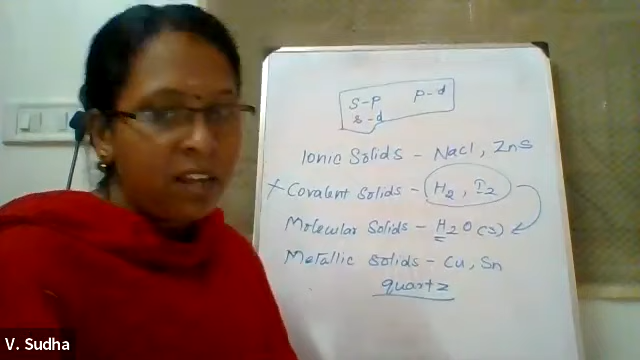 s-p p-d
s-d
Ionic Solids - NaCl, ZnS
x Covalent solids - H2, I2
Molecular Solids - H2O(s)
Metallic solids - Cu, Sn
quartz
V. Sudha